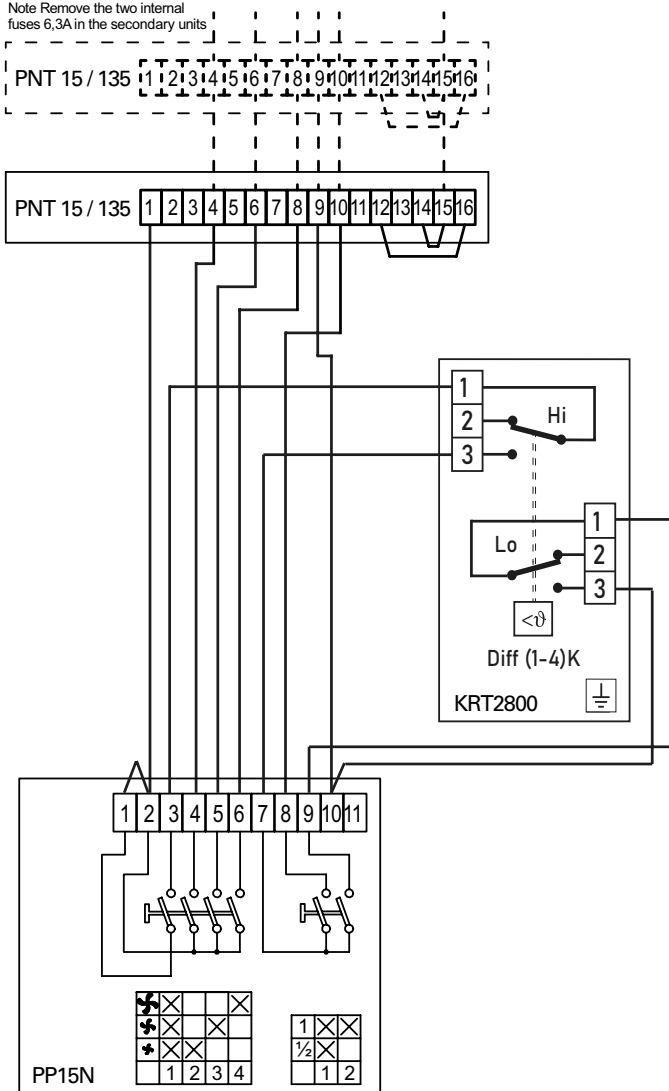 Note Remove the two internal
fuses 6,3A in the secondary units
PNT 15 / 135 1 2 3 4 5 6 7 8 9 10 11 12 13 14 15 16
PNT 15 / 135 1 2 3 4 5 6 7 8 9 10 11 12 13 14 15 16
1
2 Hi
3
1
Lo 2
3
<ϑ
Diff (1-4)K
KRT2800
1 2 3 4 5 6 7 8 9 10 11
1
½
1 2 3 4 1 2
PP15N